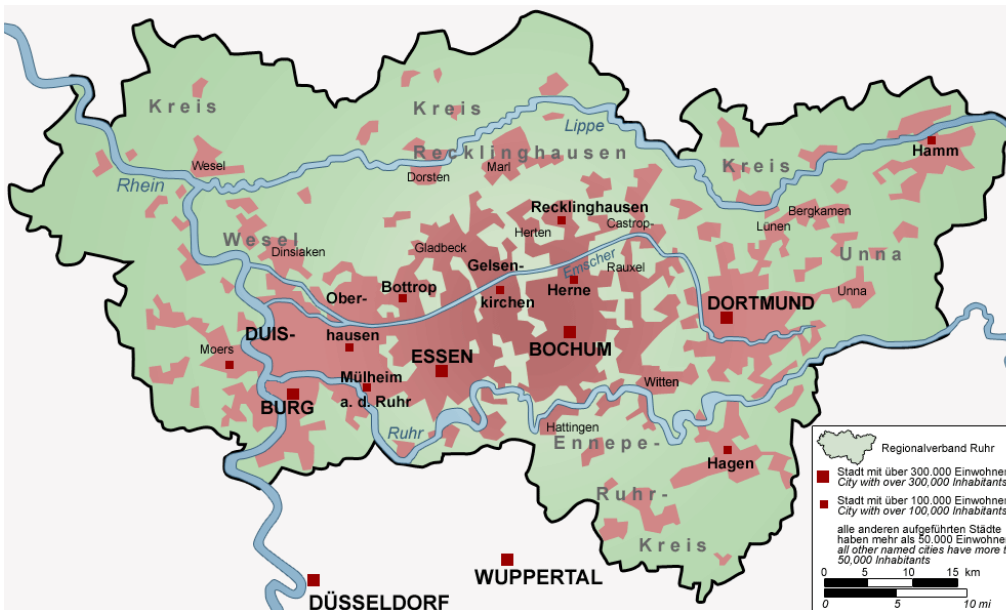 Kreis
Kreis
Recklinghausen
Lippe
Hamm
Wesel
Rhein
Dorsten
Marl
Kreis
Recklinghausen
Herten
Castrop-
Bergkamen
Lünen
Wesel
Dinslaken
Gladbeck
Gelsen-
Emscher
Rauxel
Unna
Bottrop
Ober-
kirchen
Herne
Unna
DORTMUND
DUIS-
hausen
Moers
ESSEN
BOCHUM
Mülheim
a. d. Ruhr
BURG
Witten
Ruhr
Hattingen
Ennepe-
Hagen
Ruhr-
Kreis
WUPPERTAL
DÜSSELDORF
Regionalverband Ruhr
Stadt mit über 300.000 Einwohner
City with over 300,000 Inhabitants
Stadt mit über 100.000 Einwohner
City with over 100,000 Inhabitants
alle anderen aufgeführten Städte
haben mehr als 50.000 Einwohne
all other named cities have more t
50,000 Inhabitants
0 5 10 15 km
0 5 10 mi